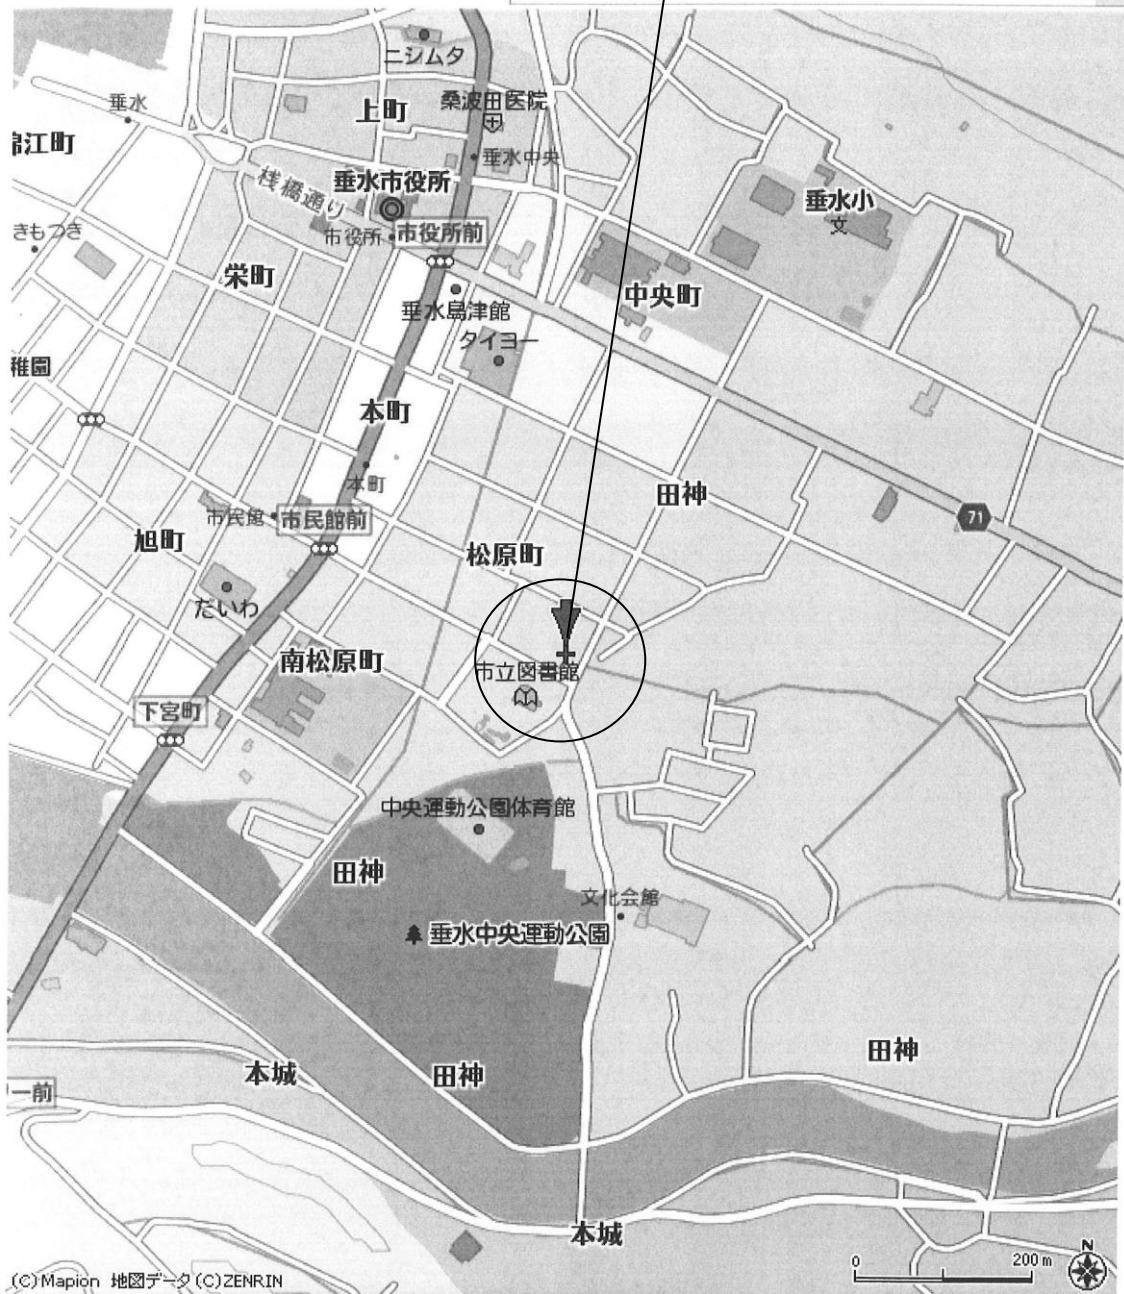 ニシムタ
上町
桑波田医院
垂水
錦江町
垂水中央
垂水市役所
桟橋通り
市役所
市役所前
垂水小
文
きもつき
栄町
垂水島津館
中央町
タイヨー
稚園
本町
本町
田神
71
市民館
市民館前
旭町
松原町
だいわ
南松原町
市立図書館
下宮町
中央運動公園体育館
田神
文化会館
垂水中央運動公園
本城
田神
田神
前
本城
0
200m
N
(C)Mapion 地図データ(C)ZENRIN